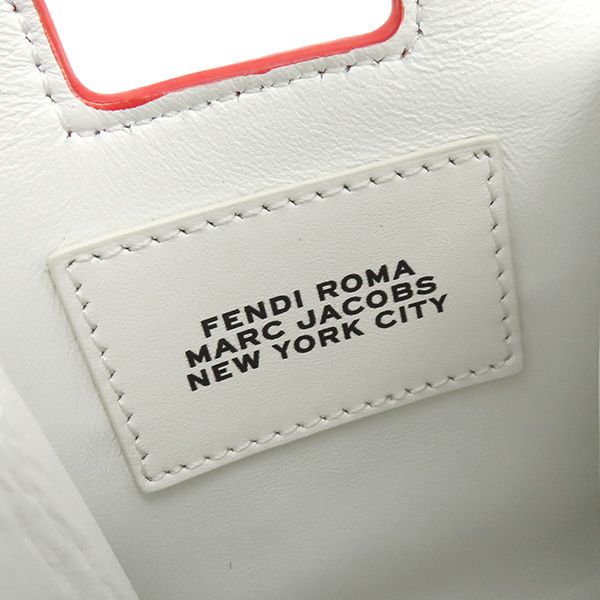 FENDI ROMA
MARC JACOBS
NEW YORK CITY